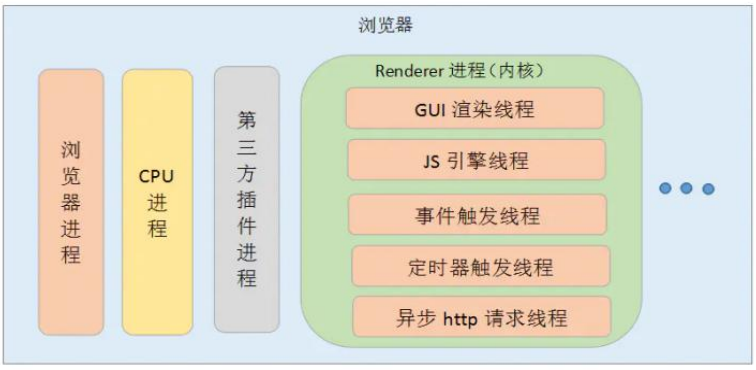 浏览器
浏览器进程
CPU
进程
第三方插件进程
Renderer 进程（内核）
GUI 渲染线程
JS 引擎线程
事件触发线程
定时器触发线程
异步 http 请求线程